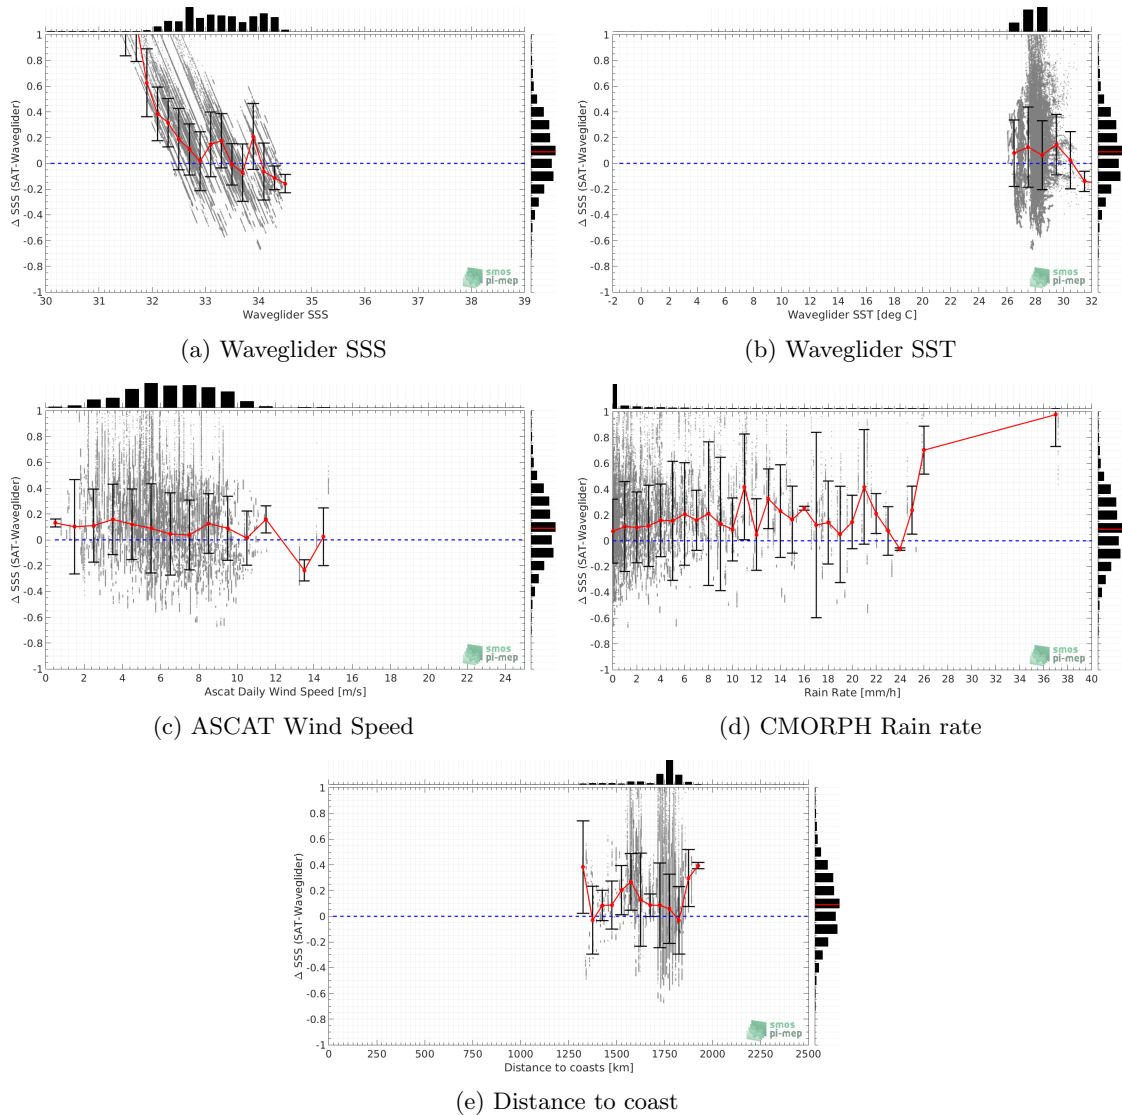 1
0.8
0.6
0.4
0.2
0
-0.2
-0.4
-0.6
-0.8
-1
Δ SSS (SAT-Waveglider)
30 31 32 33 34 35 36 37 38 39
Waveglider SSS
smos
pi-mep
(a) Waveglider SSS
1
0.8
0.6
0.4
0.2
0
-0.2
-0.4
-0.6
-0.8
-1
Δ SSS (SAT-Waveglider)
-2 0 2 4 6 8 10 12 14 16 18 20 22 24 26 28 30 32
Waveglider SST [deg C]
smos
pi-mep
(b) Waveglider SST
1
0.8
0.6
0.4
0.2
0
-0.2
-0.4
-0.6
-0.8
-1
Δ SSS (SAT-Waveglider)
0 2 4 6 8 10 12 14 16 18 20 22 24
Ascat Daily Wind Speed [m/s]
smos
pi-mep
(c) ASCAT Wind Speed
1
0.8
0.6
0.4
0.2
0
-0.2
-0.4
-0.6
-0.8
-1
Δ SSS (SAT-Waveglider)
0 2 4 6 8 10 12 14 16 18 20 22 24 26 28 30 32 34 36 38 40
Rain Rate [mm/h]
smos
pi-mep
(d) CMORPH Rain rate
1
0.8
0.6
0.4
0.2
0
-0.2
-0.4
-0.6
-0.8
-1
Δ SSS (SAT-Waveglider)
0 250 500 750 1000 1250 1500 1750 2000 2250 2500
Distance to coasts [km]
smos
pi-mep
(e) Distance to coast